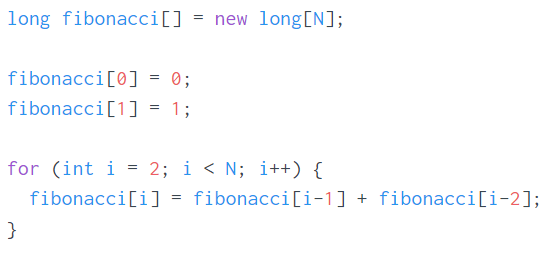 long fibonacci[] = new long[N];
fibonacci[0] = 0;
fibonacci[1] = 1;
for (int i = 2; i < N; i++) {
fibonacci[i] = fibonacci[i-1] + fibonacci[i-2];
}